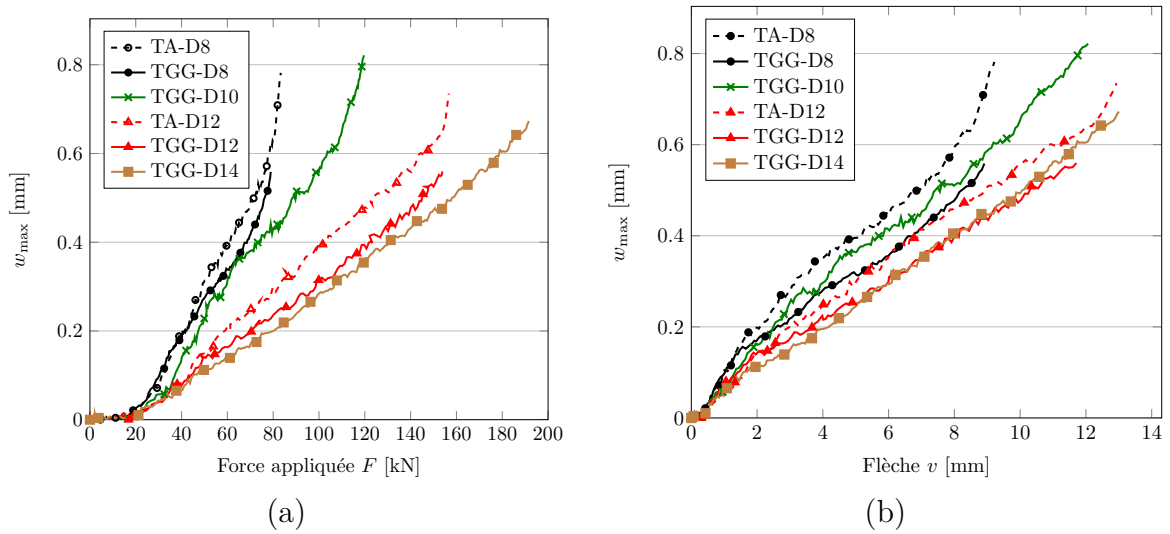 TA-D8
TGG-D8
TGG-D10
TA-D12
TGG-D12
TGG-D14
0.8
0.6
0.4
0.2
0
0 20 40 60 80 100 120 140 160 180 200
w_max [mm]
Force appliquée F [kN]
(a)
TA-D8
TGG-D8
TGG-D10
TA-D12
TGG-D12
TGG-D14
0.8
0.6
0.4
0.2
0
0 2 4 6 8 10 12 14
w_max [mm]
Flèche v [mm]
(b)